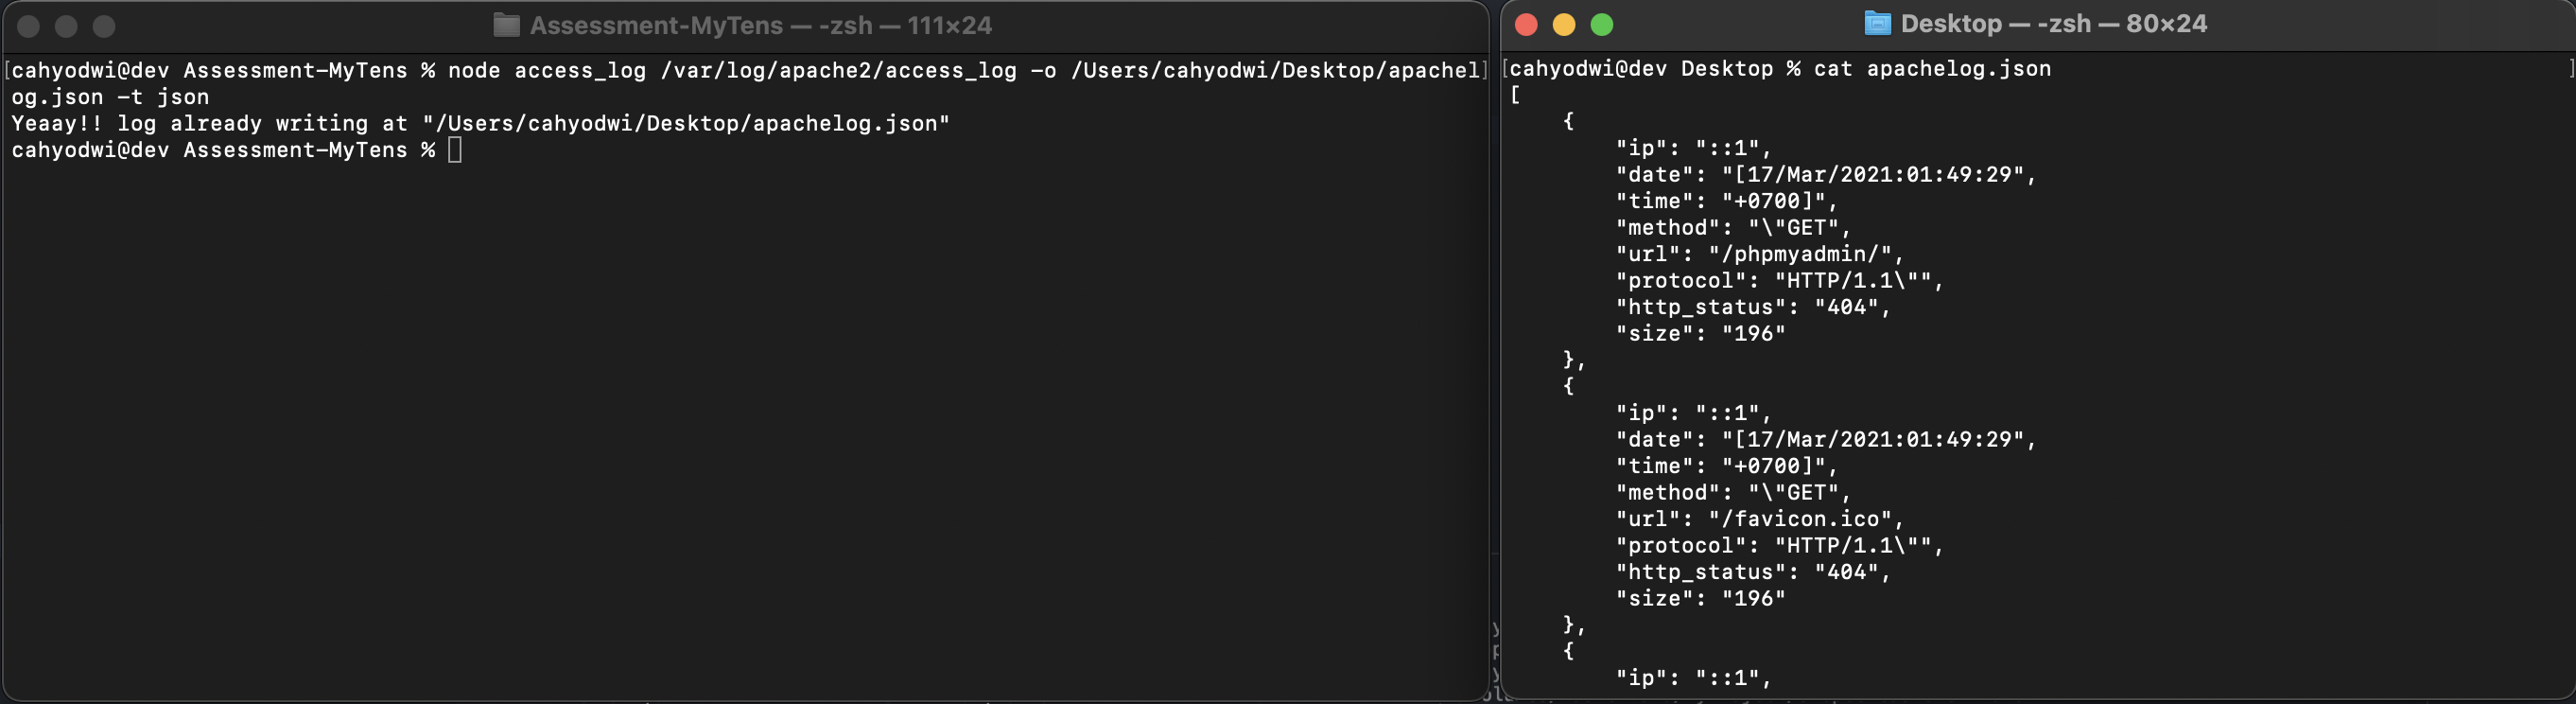 Assessment-MyTens — -zsh — 111×24
[cahyodwi@dev Assessment-MyTens % node access_log /var/log/apache2/access_log -o /Users/cahyodwi/Desktop/apachel]
og.json -t json
Yeaay!! log already writing at "/Users/cahyodwi/Desktop/apachelog.json"
cahyodwi@dev Assessment-MyTens %
Desktop — -zsh — 80×24
[cahyodwi@dev Desktop % cat apachelog.json ]
[
    {
        "ip": "::1",
        "date": "[17/Mar/2021:01:49:29",
        "time": "+0700]",
        "method": "\"GET",
        "url": "/phpmyadmin/",
        "protocol": "HTTP/1.1\"",
        "http_status": "404",
        "size": "196"
    },
    {
        "ip": "::1",
        "date": "[17/Mar/2021:01:49:29",
        "time": "+0700]",
        "method": "\"GET",
        "url": "/favicon.ico",
        "protocol": "HTTP/1.1\"",
        "http_status": "404",
        "size": "196"
    },
    {
        "ip": "::1",